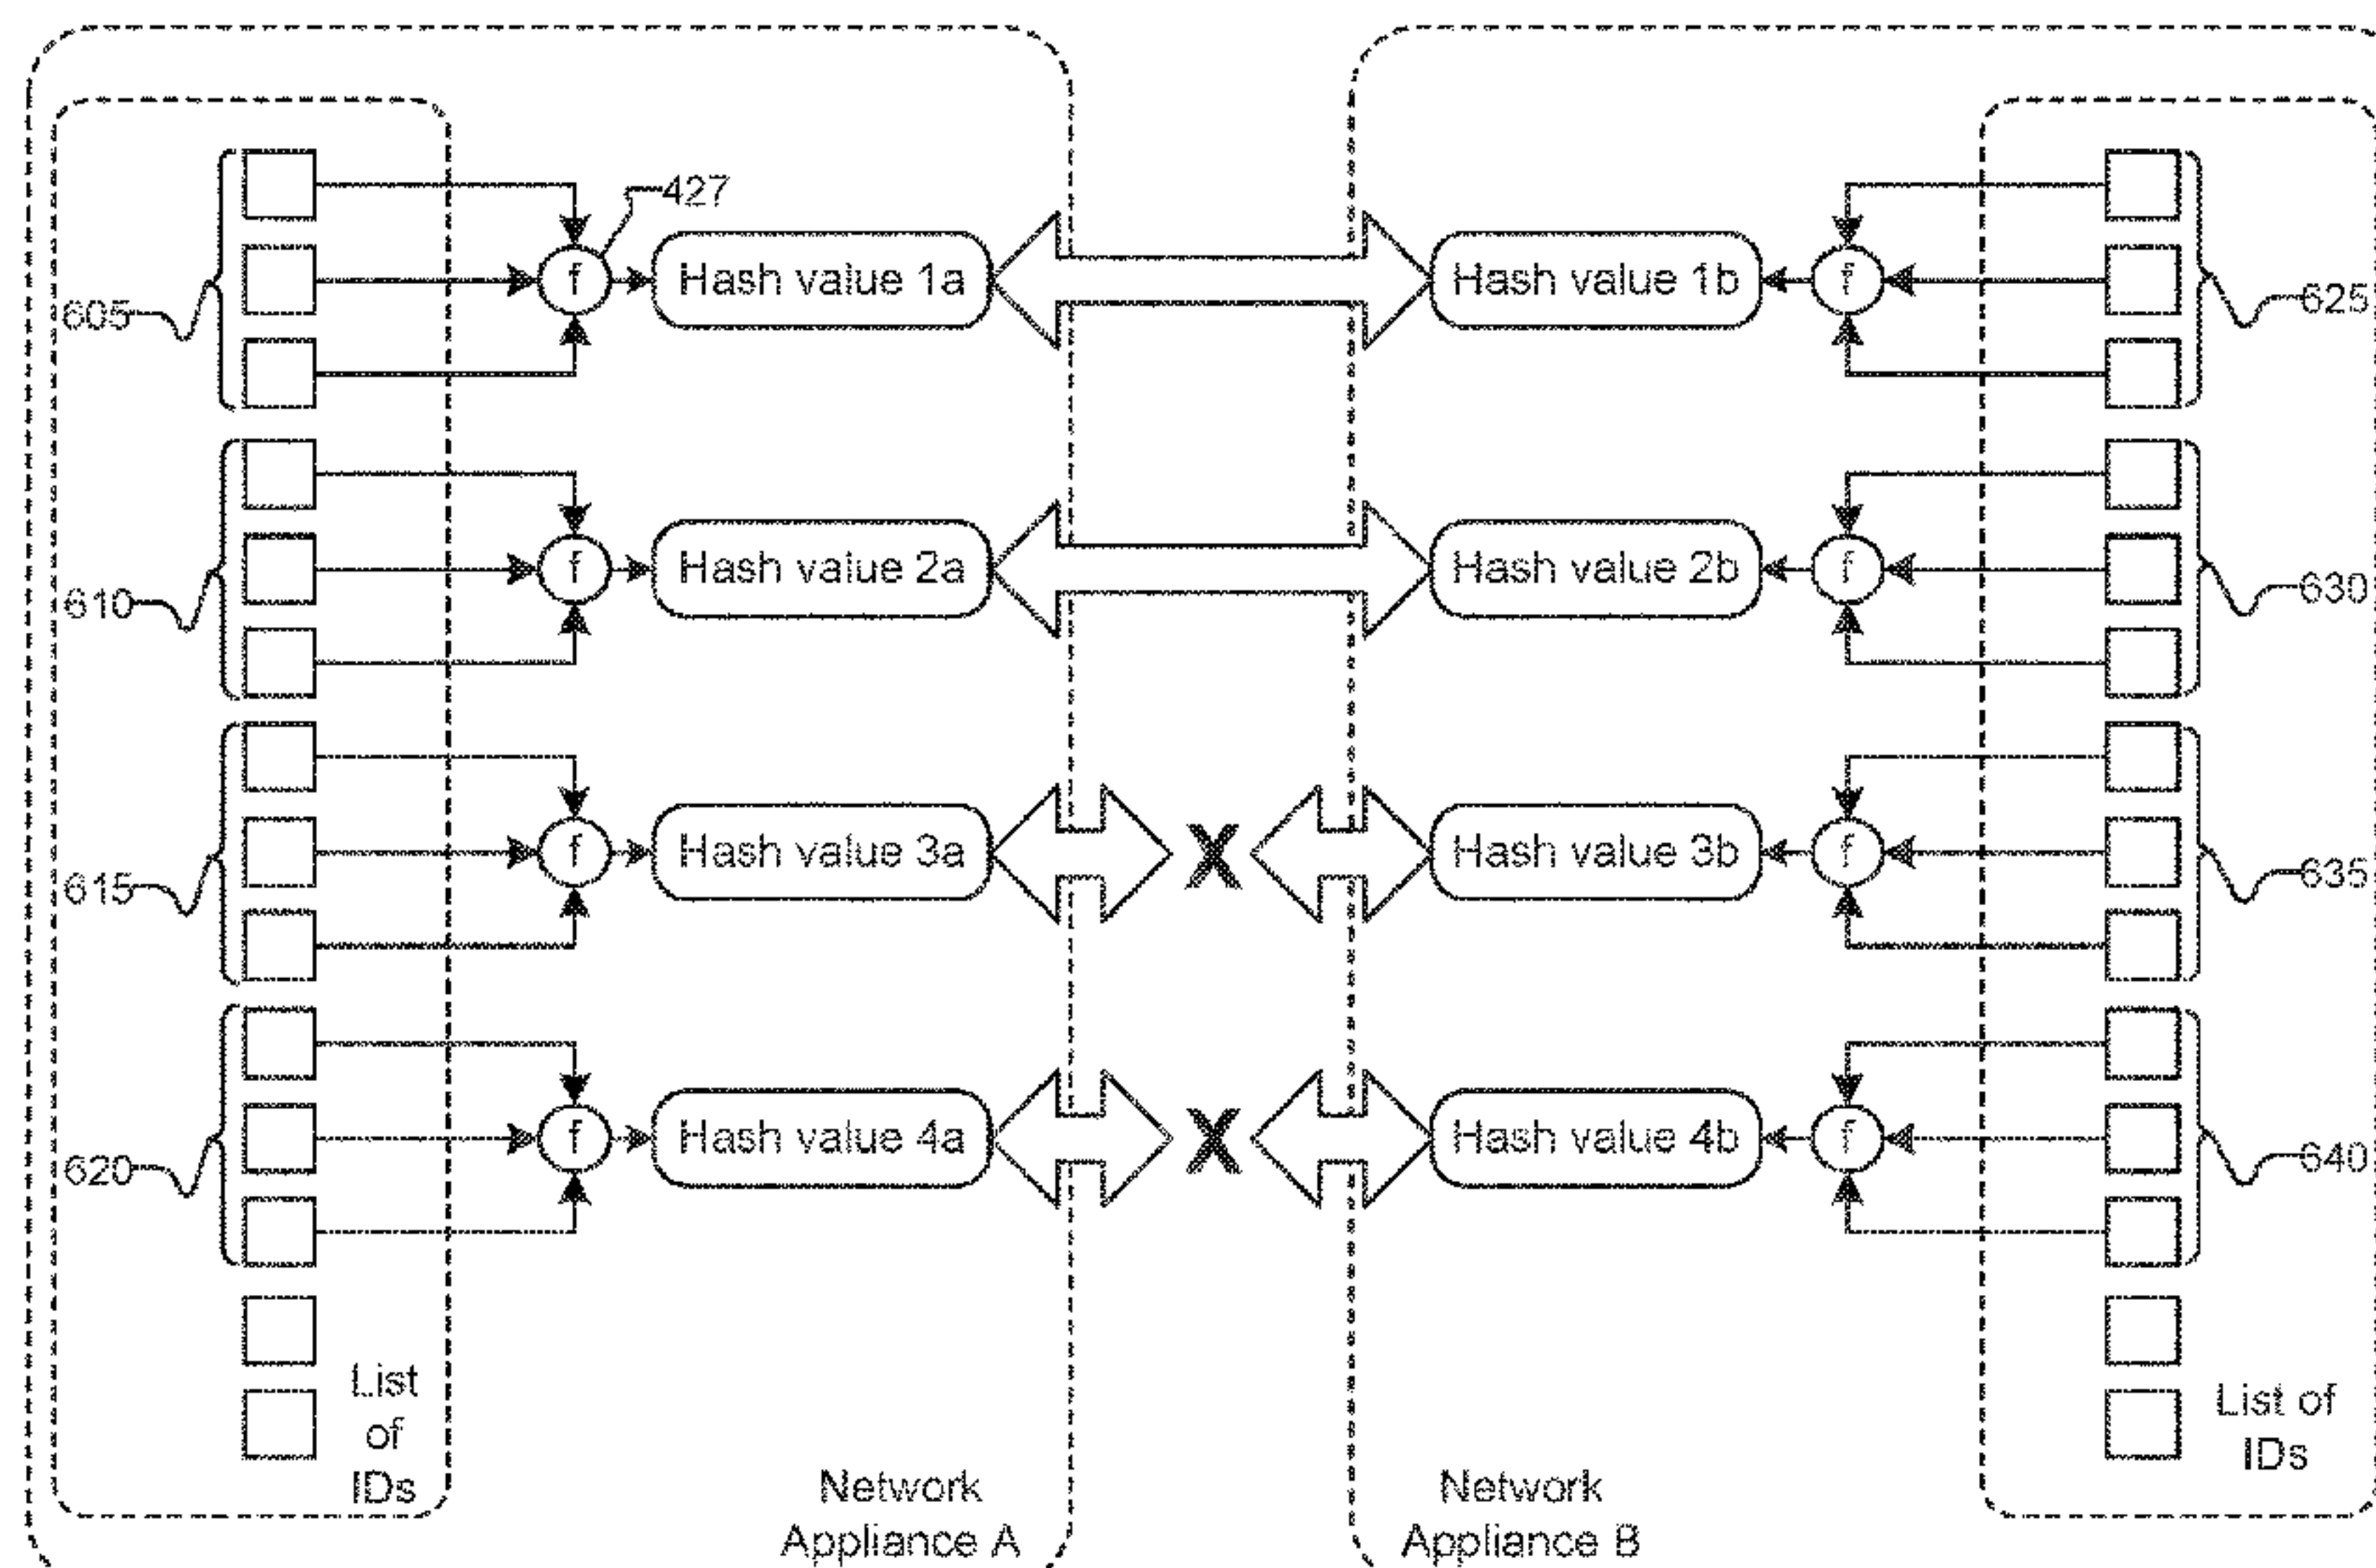 427
f
Hash value 1a
Hash value 1b
f
605
625
f
Hash value 2a
Hash value 2b
f
610
630
f
Hash value 3a
X
Hash value 3b
f
615
635
f
Hash value 4a
X
Hash value 4b
f
620
640
List
of
IDs
List of
IDs
Network
Appliance A
Network
Appliance B